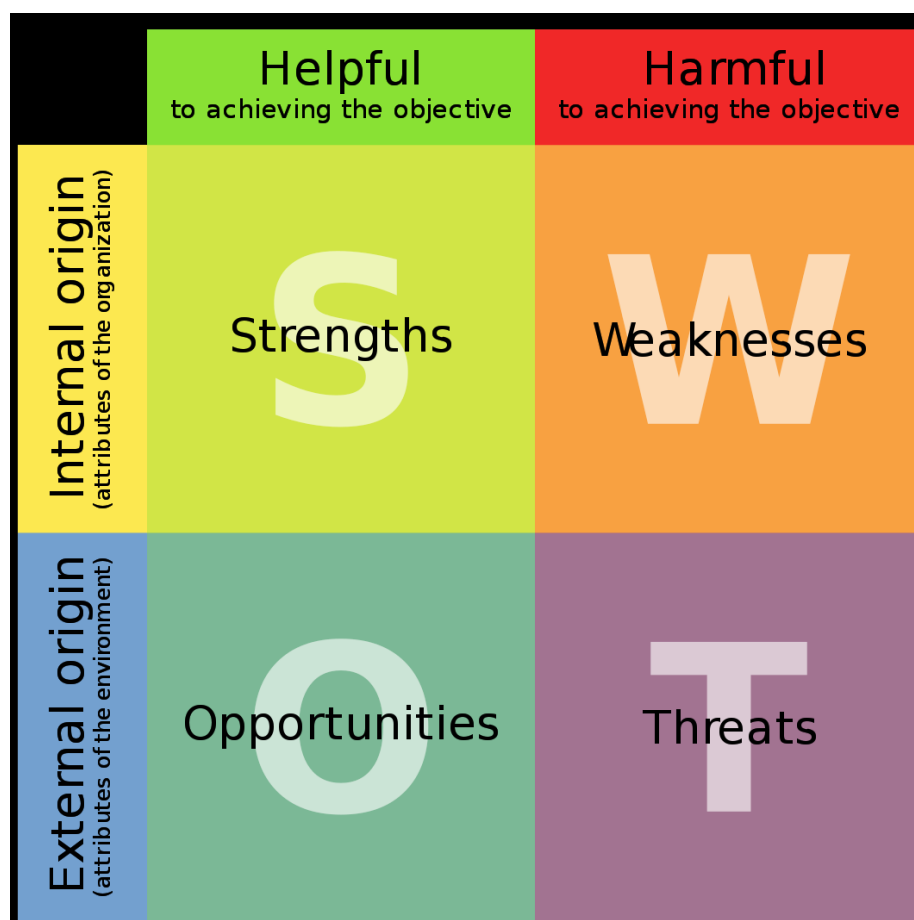 Helpful
to achieving the objective
Harmful
to achieving the objective
Internal origin
(attributes of the organization)
S
Strengths
W
Weaknesses
External origin
(attributes of the environment)
O
Opportunities
T
Threats